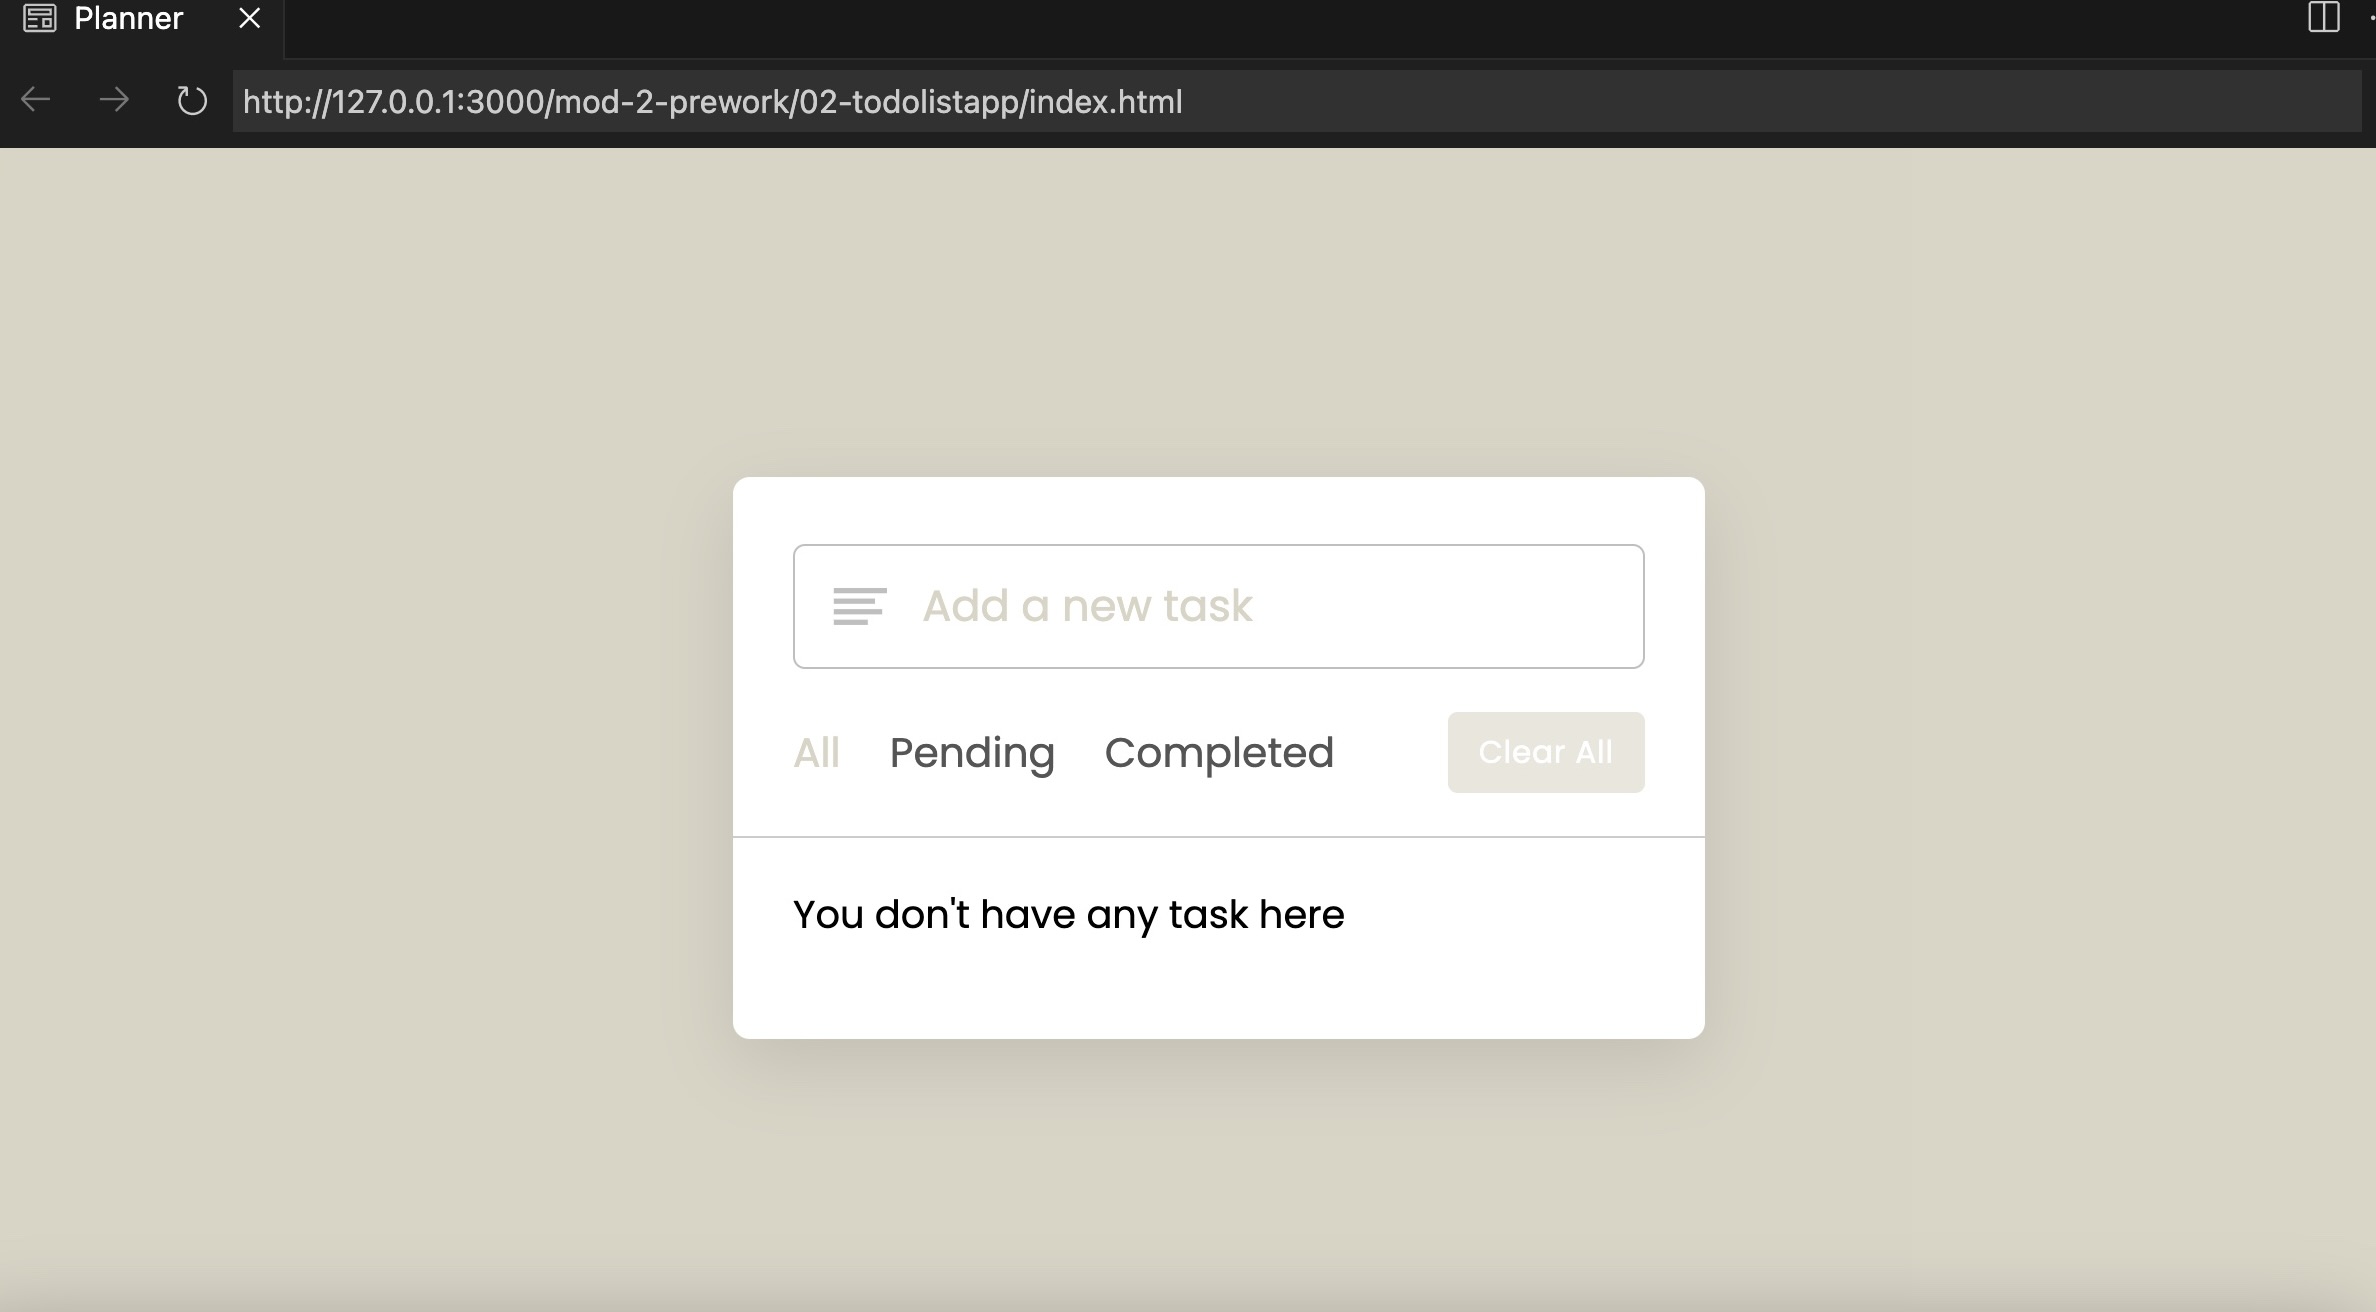 Planner
http://127.0.0.1:3000/mod-2-prework/02-todolistapp/index.html
Add a new task
All Pending Completed Clear All
You don't have any task here